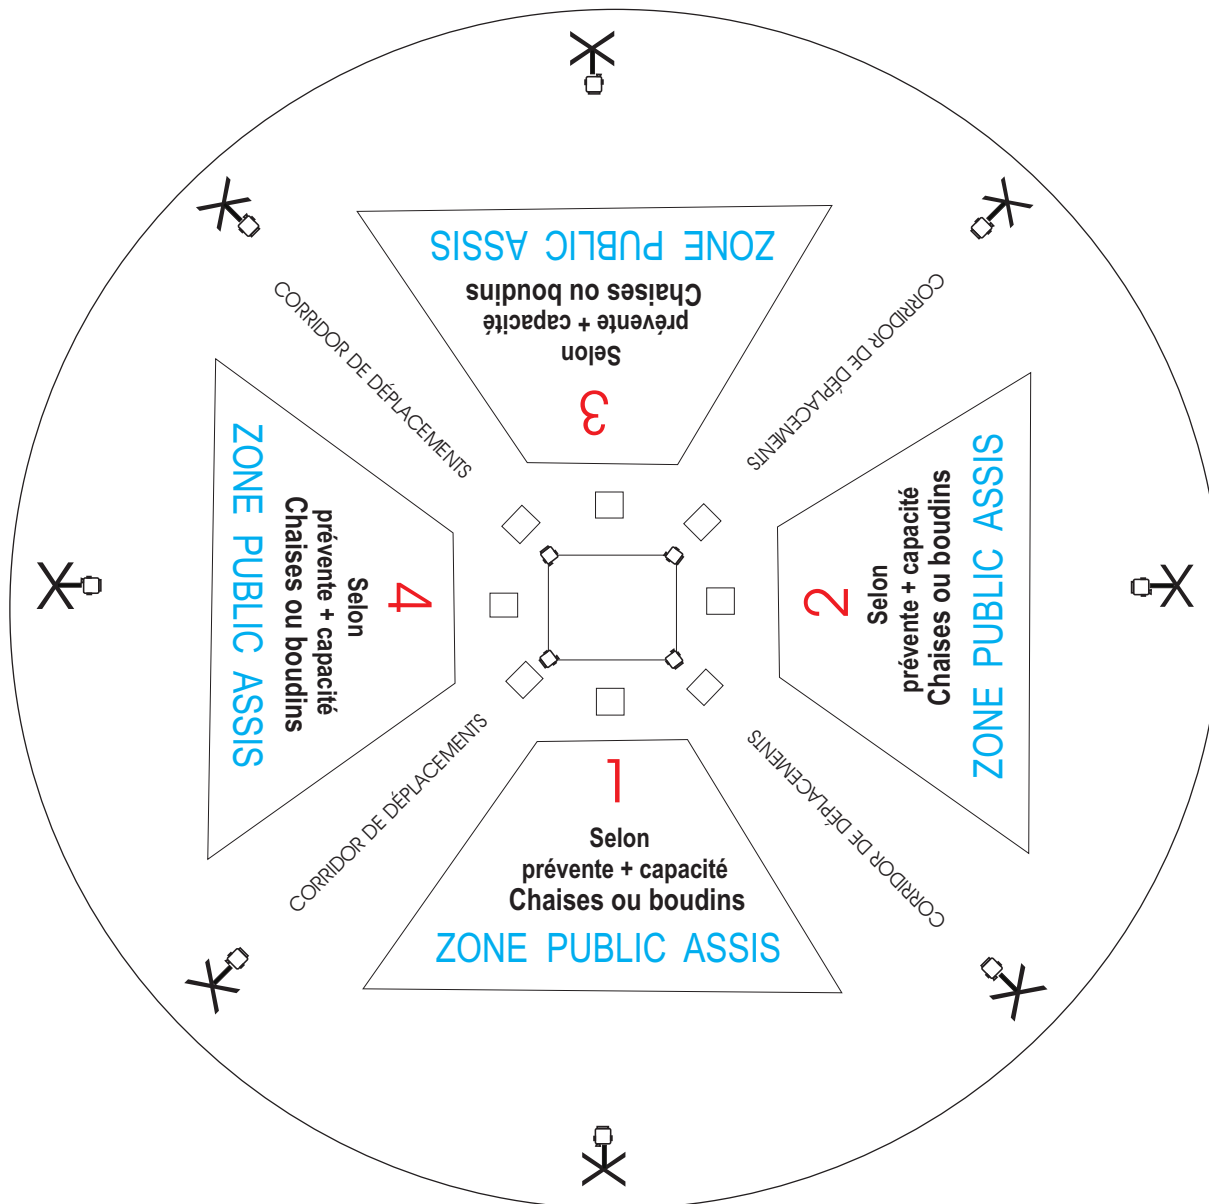 ZONE PUBLIC ASSIS
Chaises ou boudins
prévente + capacité
Selon
3
CORRIDOR DE DÉPLACEMENTS
CORRIDOR DE DÉPLACEMENTS
ZONE PUBLIC ASSIS
Chaises ou boudins
prévente + capacité
Selon
4
2
Selon
prévente + capacité
Chaises ou boudins
ZONE PUBLIC ASSIS
CORRIDOR DE DÉPLACEMENTS
CORRIDOR DE DÉPLACEMENTS
1
Selon
prévente + capacité
Chaises ou boudins
ZONE PUBLIC ASSIS